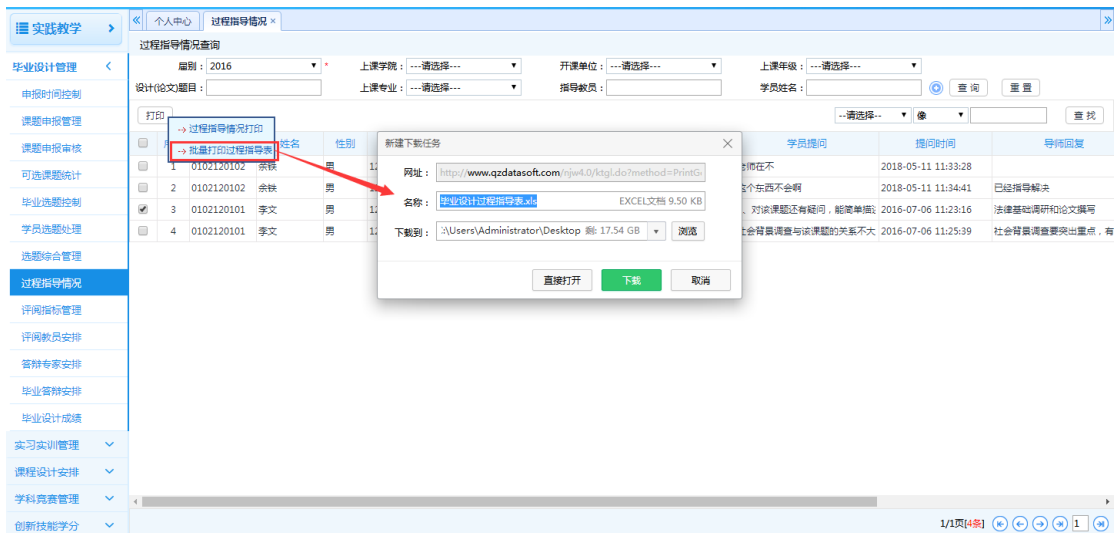 实践教学
个人中心 过程指导情况 ×
过程指导情况查询
毕业设计管理
届别： 2016 * 上课学院： ---请选择--- 开课单位： ---请选择--- 上课年级： ---请选择---
申报时间控制
设计(论文)题目： 上课专业： ---请选择--- 指导教员： 学员姓名： 查询 重置
课题申报管理
打印 --请选择-- 像 查找
→ 过程指导情况打印
→ 批量打印过程指导表
课题申报审核
姓名 性别 学员提问 提问时间 导师回复
可选课题统计
1 0102120102 余轶 男 老师在不 2018-05-11 11:33:28
毕业选题控制
2 0102120102 余轶 男 这个东西不会啊 2018-05-11 11:34:41 已经指导解决
学员选题处理
3 0102120101 李文 男 、对该课题还有疑问，能简单描 2016-07-06 11:23:16 法律基础调研和论文撰写
选题综合管理
4 0102120101 李文 男 社会背景调查与该课题的关系不大 2016-07-06 11:25:39 社会背景调查要突出重点，有
过程指导情况
评阅指标管理
评阅教员安排
答辩专家安排
毕业答辩安排
毕业设计成绩
实习实训管理
课程设计安排
学科竞赛管理
创新技能学分
新建下载任务
网址： http://www.qzdatasoft.com/njw4.0/ktgl.do?method=PrintG
名称： 毕业设计过程指导表.xls EXCEL文档 9.50 KB
下载到： :\Users\Administrator\Desktop 剩: 17.54 GB 浏览
直接打开 下载 取消
1/1页[4条] 1